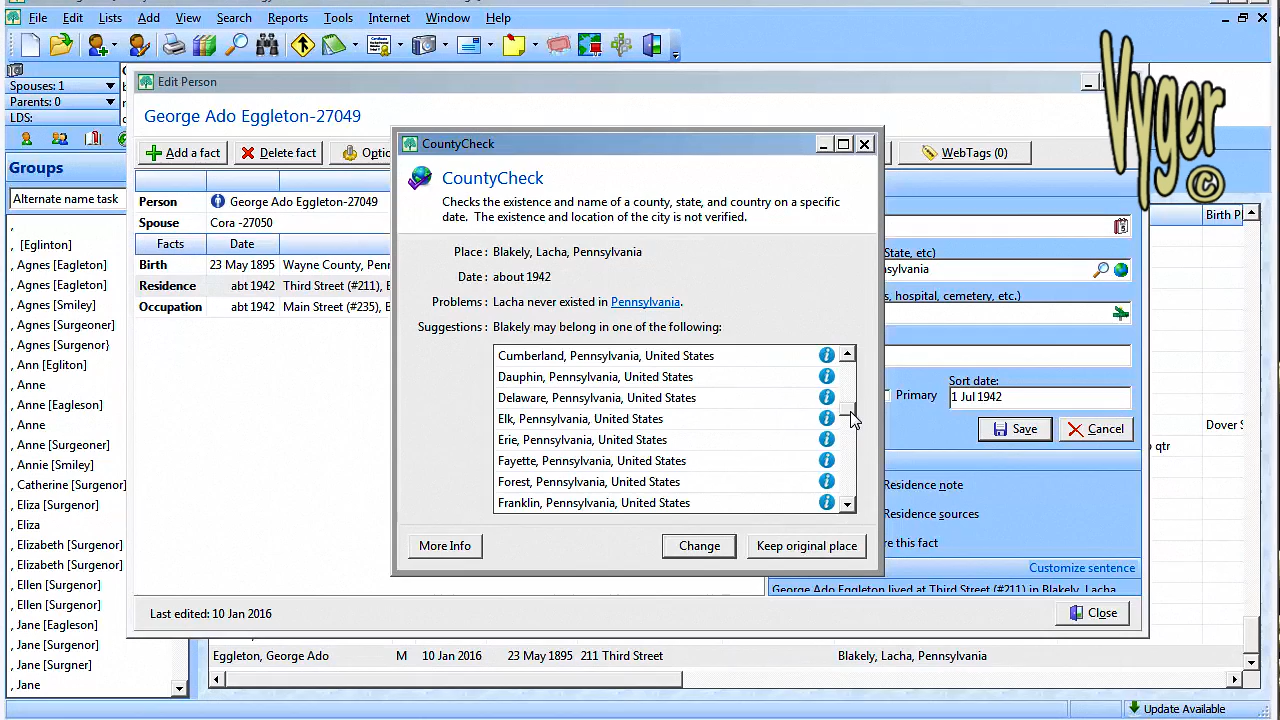 File Edit Lists Add View Search Reports Tools Internet Window Help
Spouses: 1
Parents: 0
LDS:
Groups
Alternate name task
,
, [Eglinton]
, Agnes [Eagleton]
, Agnes [Eagleton]
, Agnes [Smiley]
, Agnes [Surgeoner]
, Agnes [Surgeoner}
, Ann [Egliton]
, Anne
, Anne [Eagleson]
, Anne
, Anne [Eagleton]
, Annie [Smiley]
, Catherine [Surgenor]
, Eliza [Surgenor]
, Eliza
, Elizabeth [Surgenor]
, Elizabeth [Surgenor]
, Ellen [Surgenor]
, Ellen [Surgenor]
, Jane [Eagleson]
, Jane [Surgenor]
, Jane [Surgner]
, Jane
Edit Person
George Ado Eggleton-27049
Add a fact Delete fact Optio WebTags (0)
Person George Ado Eggleton-27049
Spouse Cora -27050
Facts Date
Birth 23 May 1895 Wayne County, Penn
Residence abt 1942 Third Street (#211), B
Occupation abt 1942 Main Street (#235), E
Last edited: 10 Jan 2016
CountyCheck
CountyCheck
Checks the existence and name of a county, state, and country on a specific
date. The existence and location of the city is not verified.
Place : Blakely, Lacha, Pennsylvania
Date : about 1942
Problems : Lacha never existed in Pennsylvania.
Suggestions : Blakely may belong in one of the following:
Cumberland, Pennsylvania, United States
Dauphin, Pennsylvania, United States
Delaware, Pennsylvania, United States
Elk, Pennsylvania, United States
Erie, Pennsylvania, United States
Fayette, Pennsylvania, United States
Forest, Pennsylvania, United States
Franklin, Pennsylvania, United States
More Info Change Keep original place
State, etc)
sylvania
, hospital, cemetery, etc.)
Primary
Sort date:
1 Jul 1942
Save Cancel
Residence note
Residence sources
re this fact
Customize sentence
George Ado Eggleton lived at Third Street (#211) in Blakely, Lacha,
Close
Birth P
Dover S
qtr
Eggleton, George Ado M 10 Jan 2016 23 May 1895 211 Third Street Blakely, Lacha, Pennsylvania
Update Available
Vyger ©